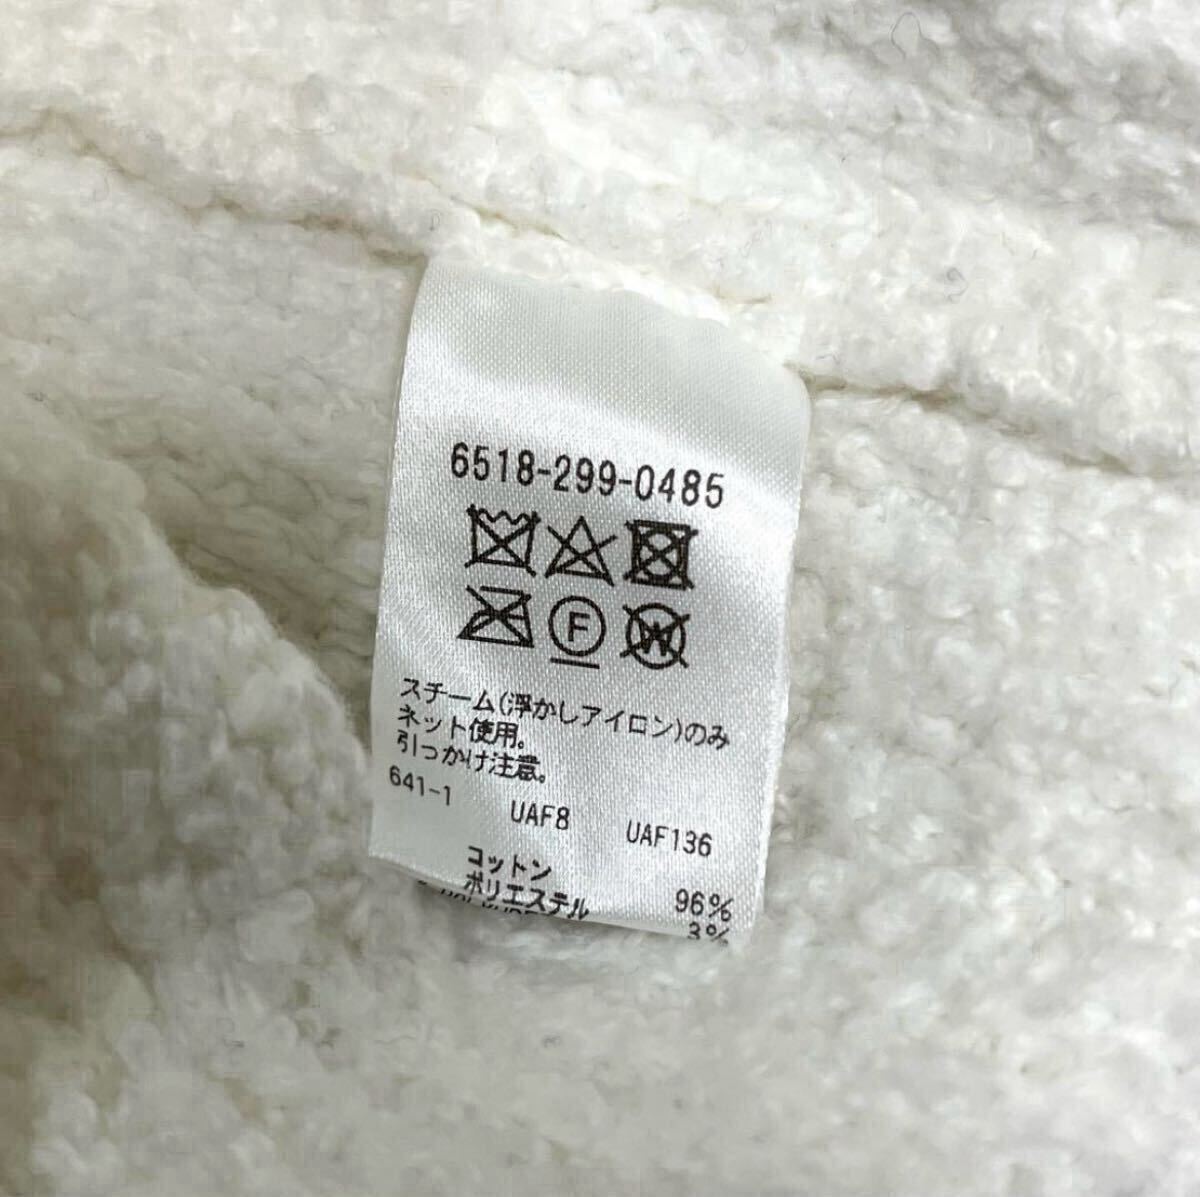 6518-299-0485
F
W
スチーム(浮かしアイロン)のみ
ネット使用。
引っかけ注意。
641-1 UAF8 UAF136
コットン 96%
ポリエステル 3%